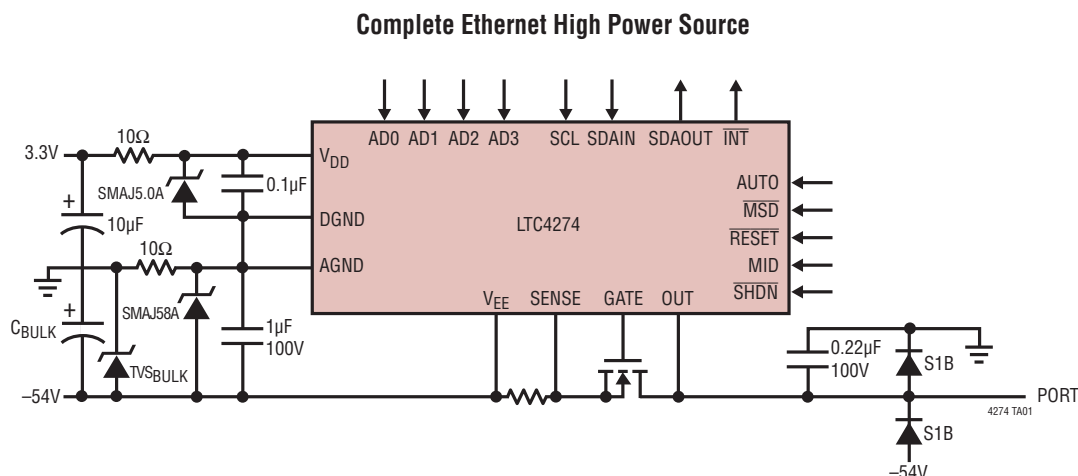 Complete Ethernet High Power Source
AD0 AD1 AD2 AD3 SCL SDAIN SDAOUT INT
3.3V
10Ω
VDD
SMAJ5.0A
0.1µF
+
10µF
DGND
LTC4274
AUTO
MSD
RESET
MID
SHDN
10Ω
AGND
+
CBULK
TVSBULK
SMAJ58A
1µF
100V
VEE SENSE GATE OUT
0.22µF
100V
S1B
–54V
PORT
4274 TA01
S1B
–54V